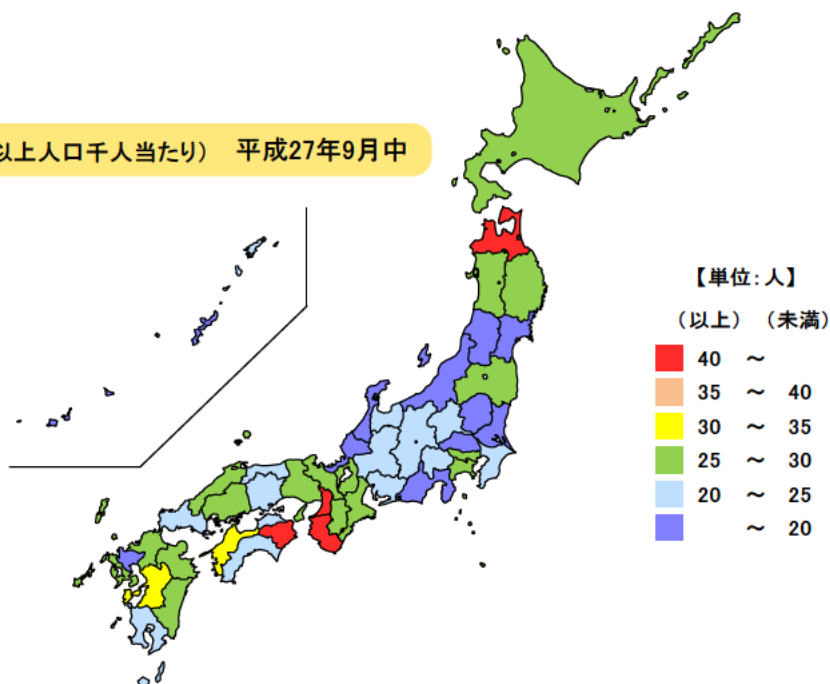 以上人口千人当たり) 平成27年9月中
【単位:人】
(以上) (未満)
40 ～
35 ～ 40
30 ～ 35
25 ～ 30
20 ～ 25
～ 20